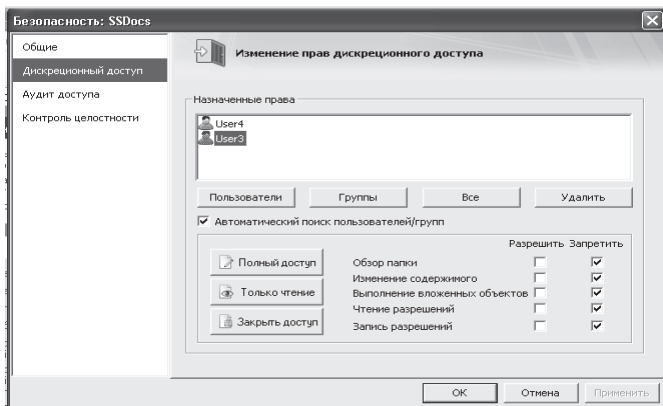 Безопасность: SSDocs
Общие
Дискреционный доступ
Аудит доступа
Контроль целостности
Изменение прав дискреционного доступа
Назначенные права
User4
User3
Пользователи Группы Все Удалить
Автоматический поиск пользователей/групп
Разрешить Запретить
Полный доступ
Только чтение
Закрыть доступ
Обзор папки
Изменение содержимого
Выполнение вложенных объектов
Чтение разрешений
Запись разрешений
OK Отмена Применить